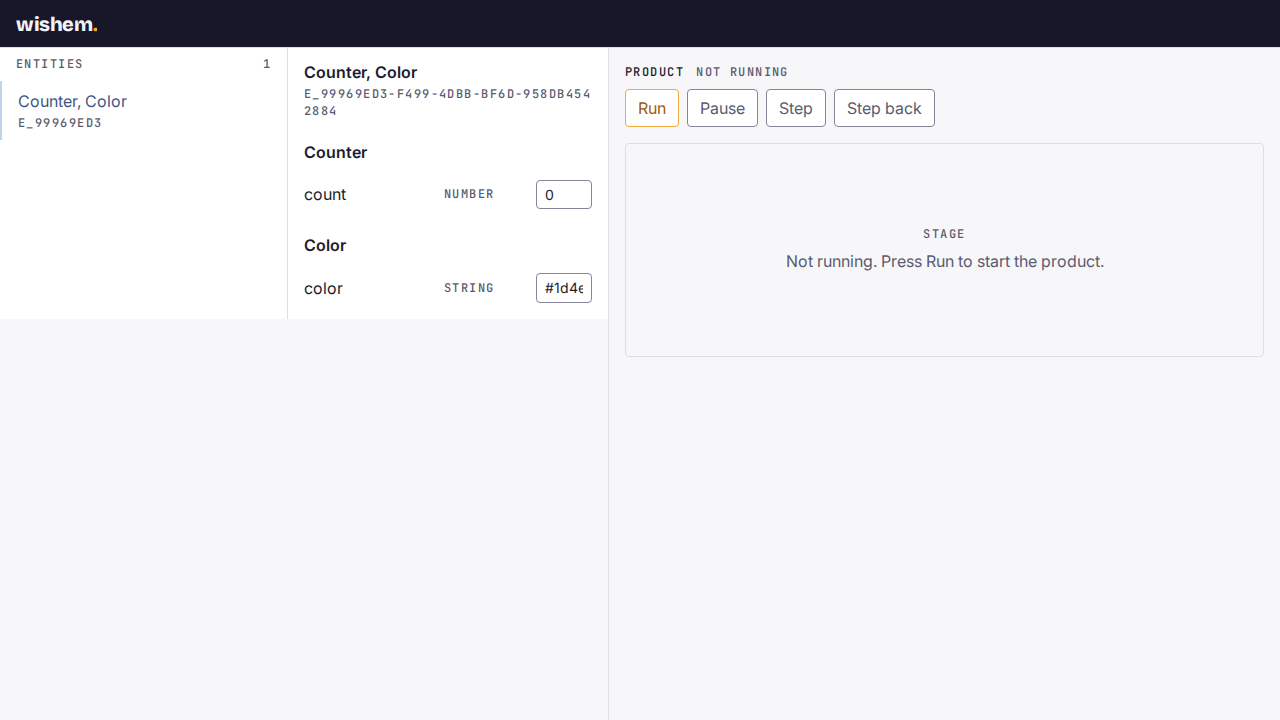 wishem.
ENTITIES 1
Counter, Color
E_99969ED3
Counter, Color
E_99969ED3-F499-4DBB-BF6D-958DB454
2884
Counter
count NUMBER 0
Color
color STRING #1d4e
PRODUCT NOT RUNNING
Run Pause Step Step back
STAGE
Not running. Press Run to start the product.